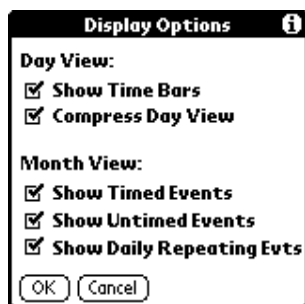 Display Options
Day View:
Show Time Bars
Compress Day View
Month View:
Show Timed Events
Show Untimed Events
Show Daily Repeating Evts
OK Cancel